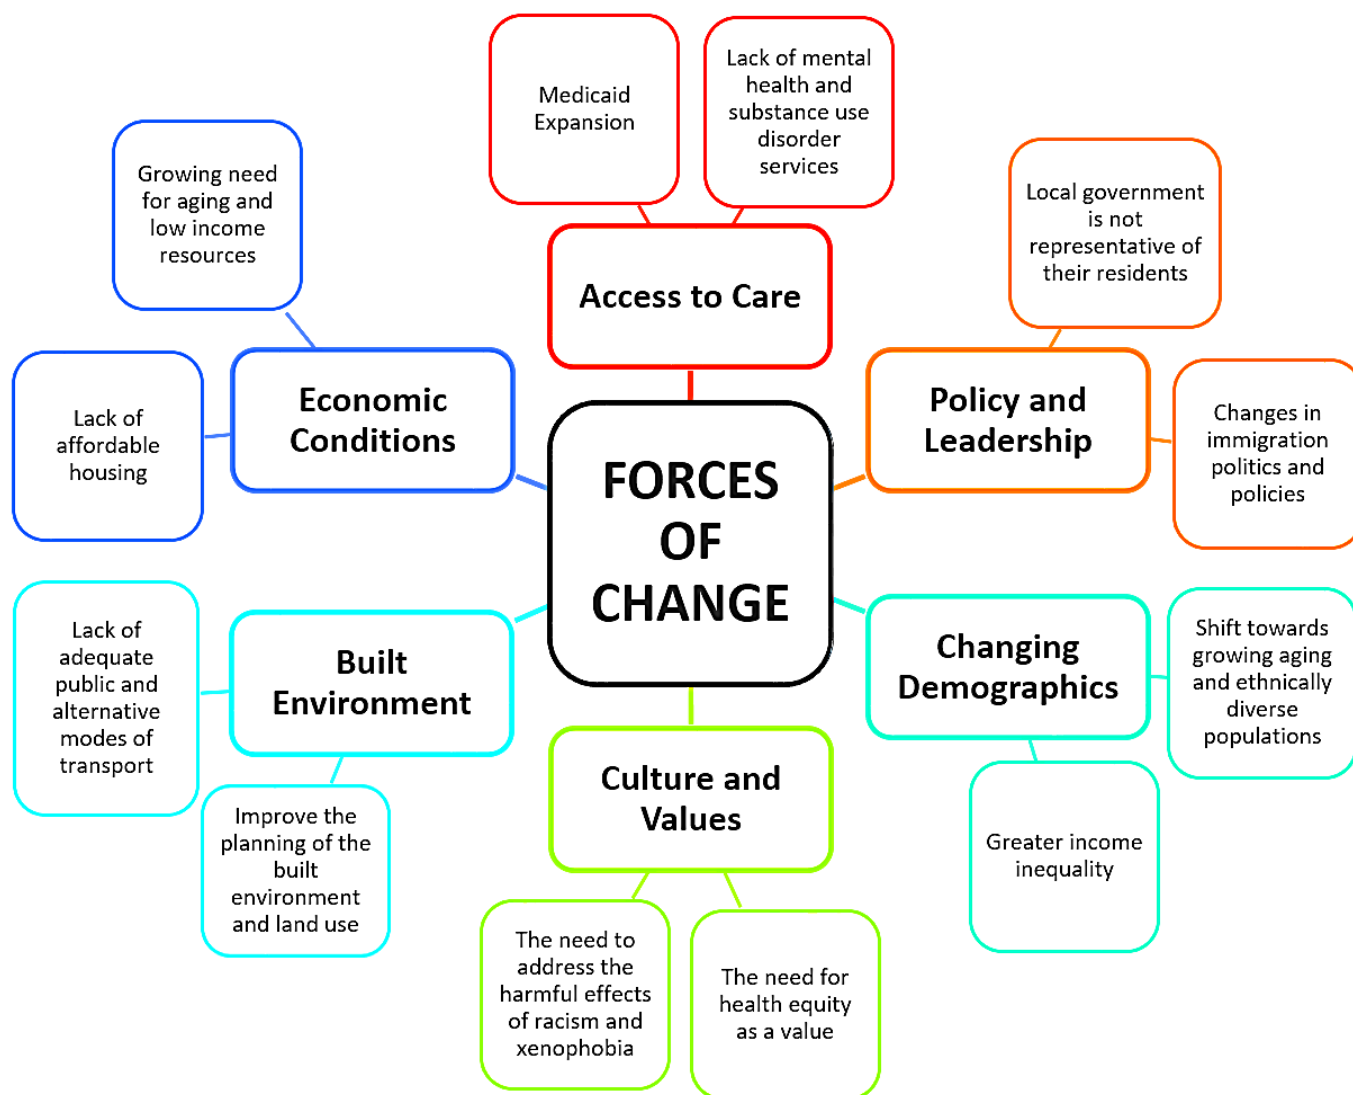 Medicaid
Expansion
Lack of mental
health and
substance use
disorder
services
Access to Care
Growing need
for aging and
low income
resources
Lack of
affordable
housing
Economic
Conditions
Local government
is not
representative of
their residents
Policy and
Leadership
Changes in
immigration
politics and
policies
FORCES
OF
CHANGE
Lack of
adequate
public and
alternative
modes of
transport
Built
Environment
Improve the
planning of the
built
environment
and land use
Changing
Demographics
Shift towards
growing aging
and ethnically
diverse
populations
Greater income
inequality
Culture and
Values
The need to
address the
harmful effects
of racism and
xenophobia
The need for
health equity
as a value